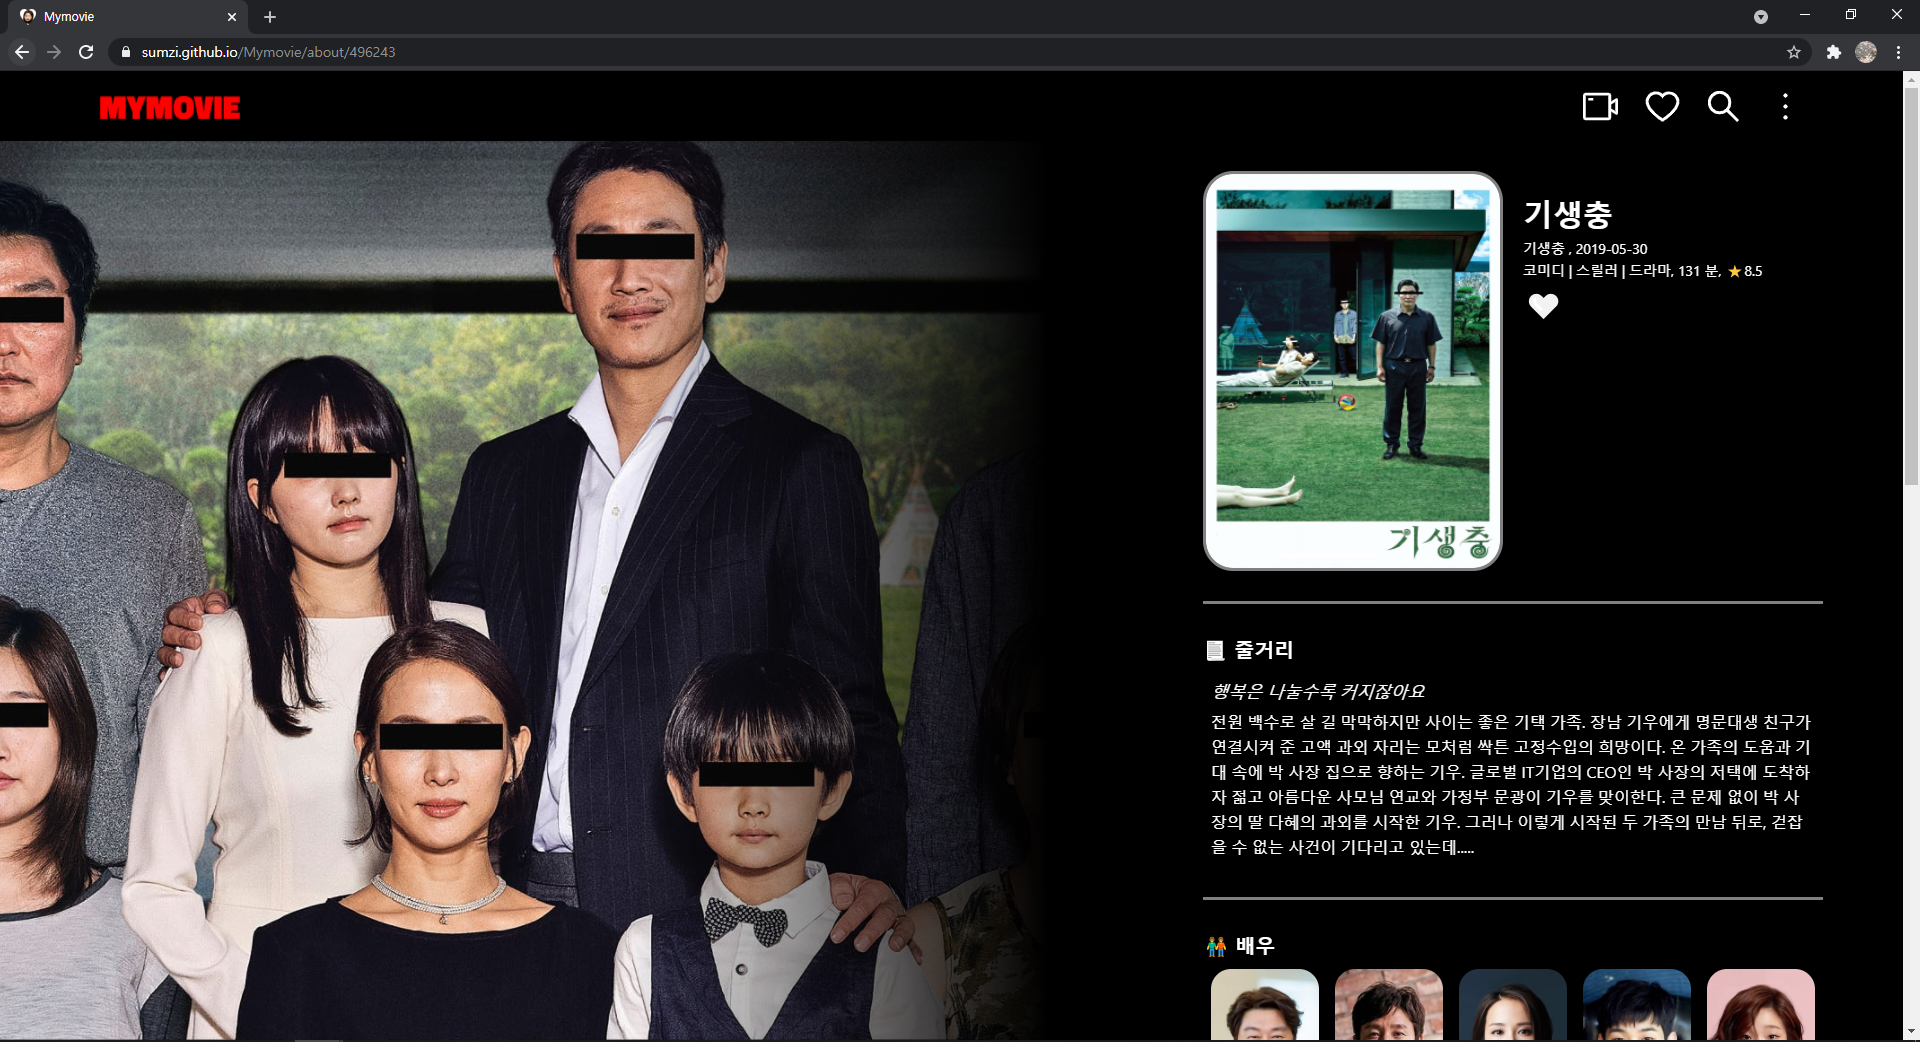 Mymovie
sumzi.github.io/Mymovie/about/496243
MYMOVIE
기생충
기생충 , 2019-05-30
코미디 | 스릴러 | 드라마, 131 분, ⭐8.5
기생충
줄거리
행복은 나눌수록 커지잖아요
전원 백수로 살 길 막막하지만 사이는 좋은 기택 가족. 장남 기우에게 명문대생 친구가
연결시켜 준 고액 과외 자리는 모처럼 싹튼 고정수입의 희망이다. 온 가족의 도움과 기
대 속에 박 사장 집으로 향하는 기우. 글로벌 IT기업의 CEO인 박 사장의 저택에 도착하
자 젊고 아름다운 사모님 연교와 가정부 문광이 기우를 맞이한다. 큰 문제 없이 박 사
장의 딸 다혜의 과외를 시작한 기우. 그러나 이렇게 시작된 두 가족의 만남 뒤로, 걷잡
을 수 없는 사건이 기다리고 있는데.....
배우